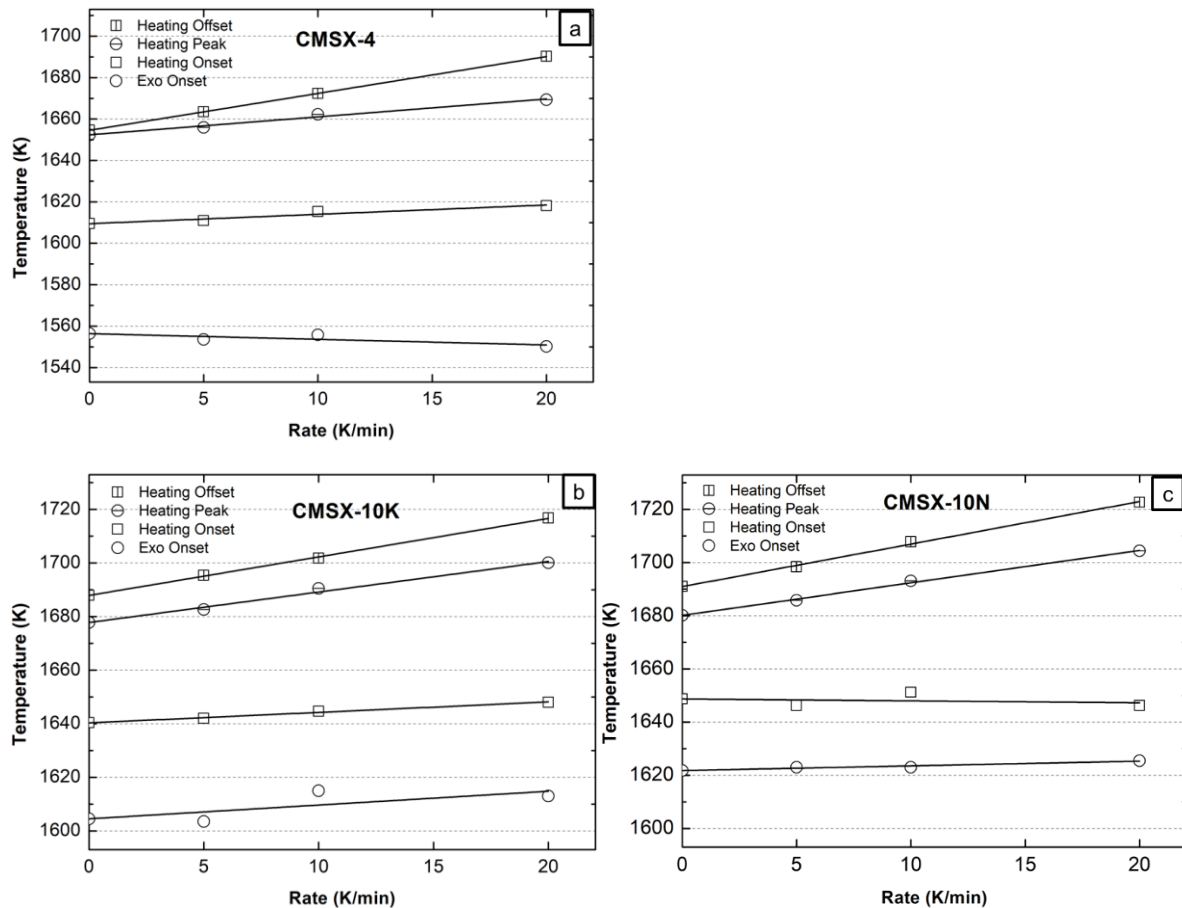 a
CMSX-4
Heating Offset
Heating Peak
Heating Onset
Exo Onset
Temperature (K)
1700
1680
1660
1640
1620
1600
1580
1560
1540
0 5 10 15 20
Rate (K/min)
b
CMSX-10K
Heating Offset
Heating Peak
Heating Onset
Exo Onset
Temperature (K)
1720
1700
1680
1660
1640
1620
1600
0 5 10 15 20
Rate (K/min)
c
CMSX-10N
Heating Offset
Heating Peak
Heating Onset
Exo Onset
Temperature (K)
1720
1700
1680
1660
1640
1620
1600
0 5 10 15 20
Rate (K/min)